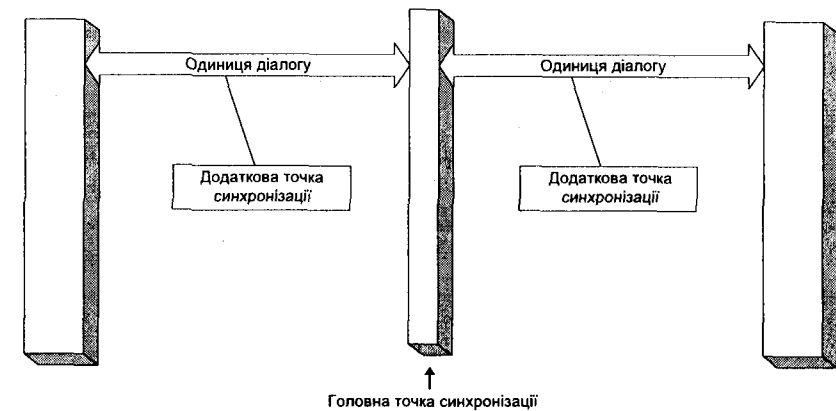 Одиниця діалогу
Одиниця діалогу
Додаткова точка
синхронізації
Додаткова точка
синхронізації
Головна точка синхронізації